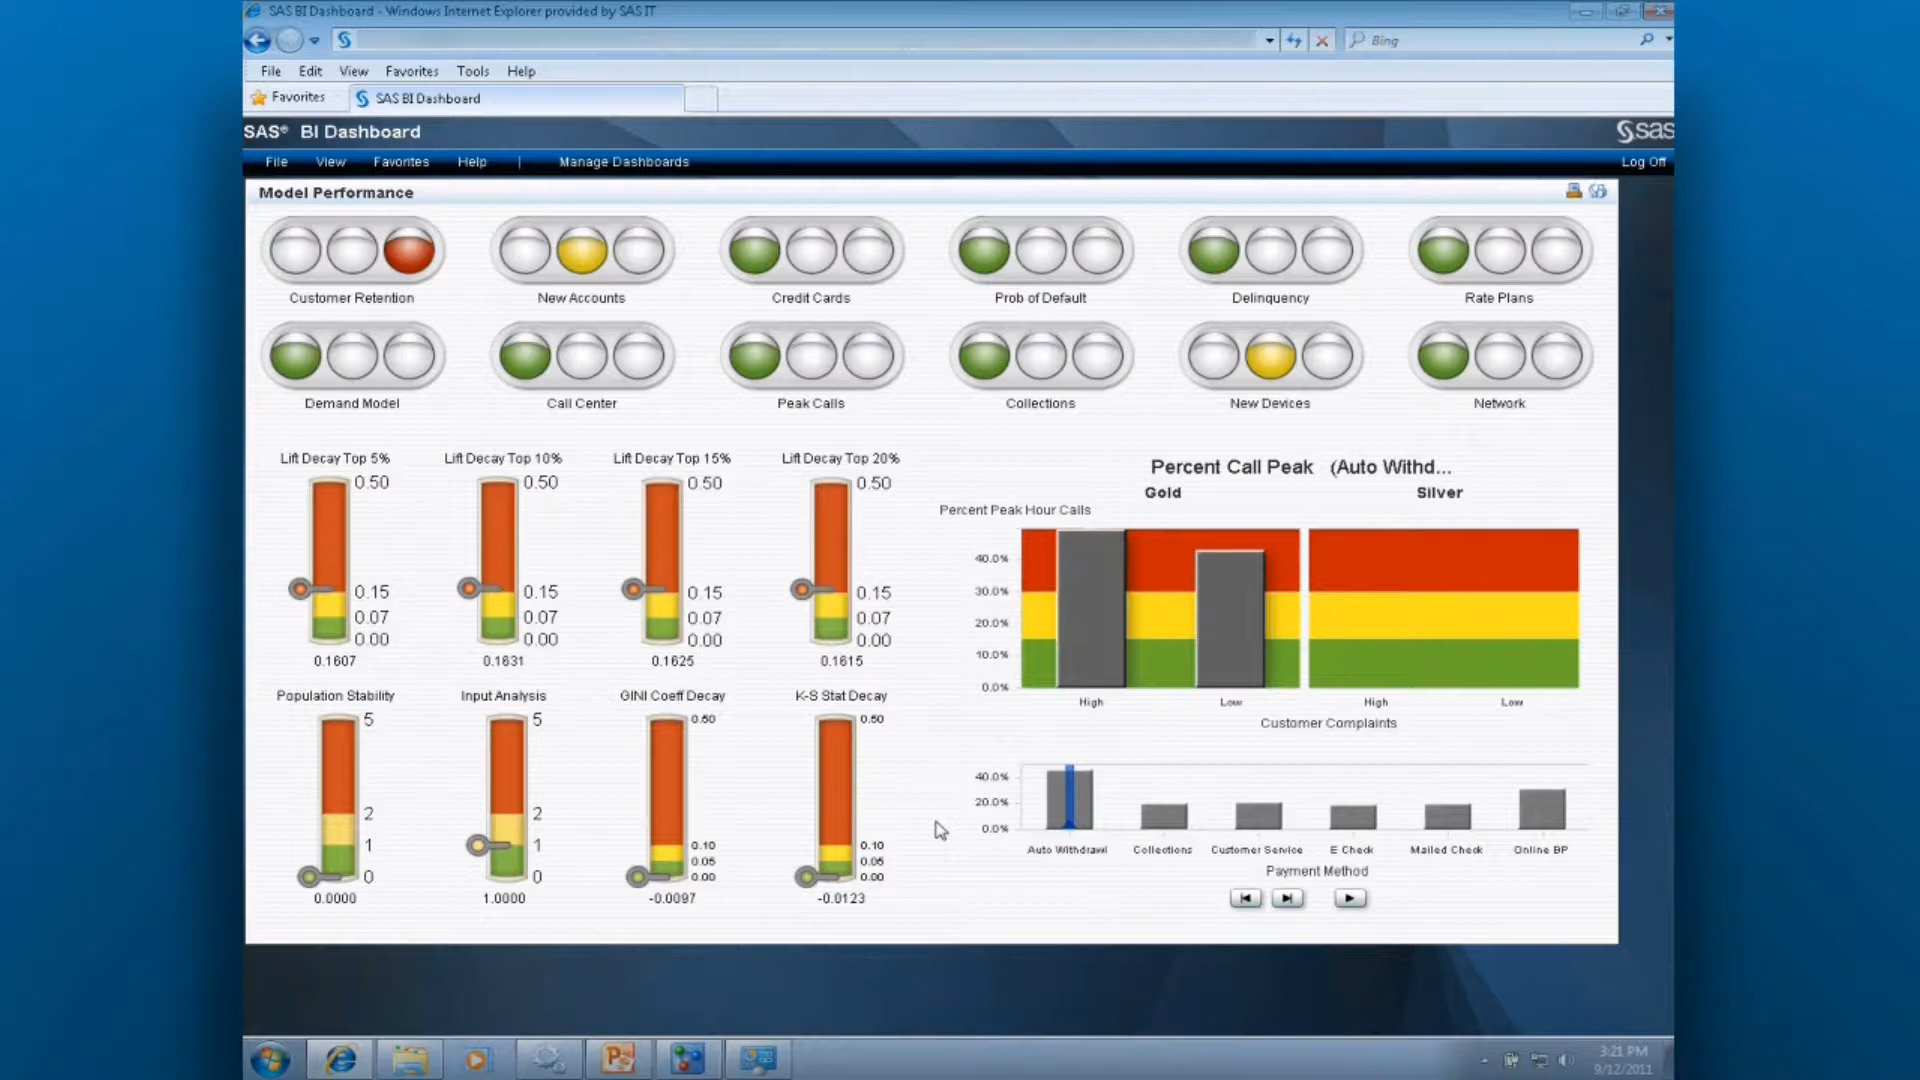 SAS BI Dashboard - Windows Internet Explorer provided by SAS IT
Bing
File Edit View Favorites Tools Help
Favorites SAS BI Dashboard
SAS® BI Dashboard
sas
File View Favorites Help | Manage Dashboards Log Off
Model Performance
Customer Retention New Accounts Credit Cards Prob of Default Delinquency Rate Plans
Demand Model Call Center Peak Calls Collections New Devices Network
Lift Decay Top 5% Lift Decay Top 10% Lift Decay Top 15% Lift Decay Top 20%
0.50 0.50 0.50 0.50
0.15 0.15 0.15 0.15
0.07 0.07 0.07 0.07
0.00 0.00 0.00 0.00
0.1607 0.1631 0.1625 0.1615
Population Stability Input Analysis GINI Coeff Decay K-S Stat Decay
5 5 0.50 0.50
2 2 0.10 0.10
1 1 0.05 0.05
0 0 0.00 0.00
0.0000 1.0000 -0.0097 -0.0123
Percent Call Peak (Auto Withd...
Gold Silver
Percent Peak Hour Calls
40.0%
30.0%
20.0%
10.0%
0.0%
High Low High Low
Customer Complaints
40.0%
20.0%
0.0%
Auto Withdrawl Collections Customer Service E Check Mailed Check Online BP
Payment Method
3:21 PM
9/12/2011